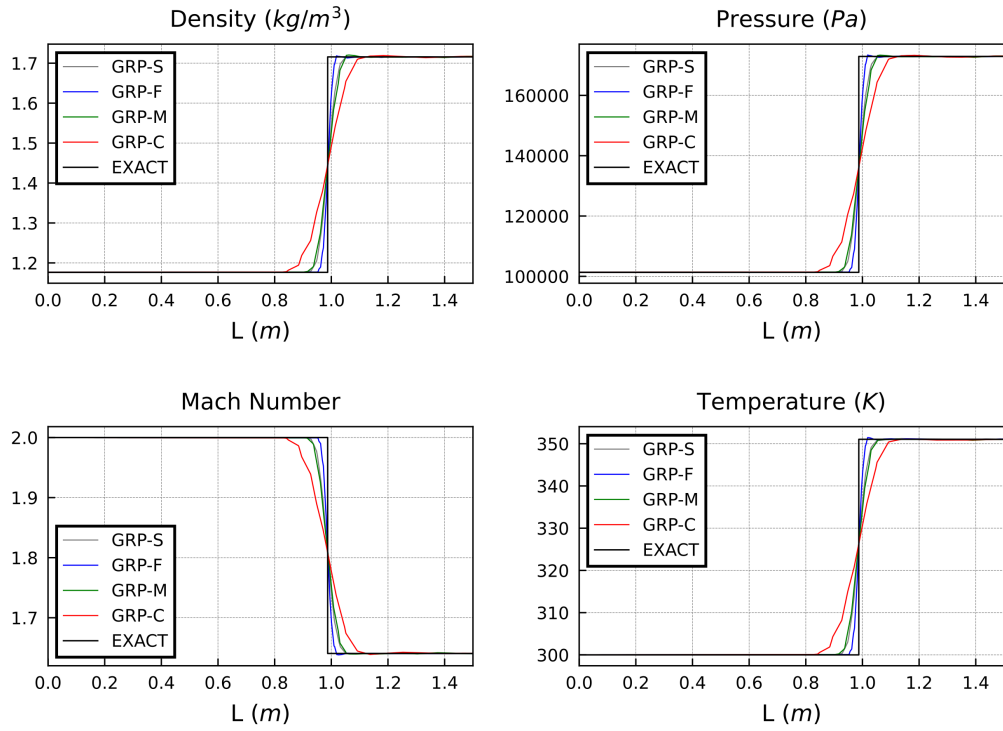 Density (kg/m³)
1.7
1.6
1.5
1.4
1.3
1.2
GRP-S
GRP-F
GRP-M
GRP-C
EXACT
0.0 0.2 0.4 0.6 0.8 1.0 1.2 1.4
L (m)
Pressure (Pa)
160000
140000
120000
100000
GRP-S
GRP-F
GRP-M
GRP-C
EXACT
0.0 0.2 0.4 0.6 0.8 1.0 1.2 1.4
L (m)
Mach Number
2.0
1.9
1.8
1.7
GRP-S
GRP-F
GRP-M
GRP-C
EXACT
0.0 0.2 0.4 0.6 0.8 1.0 1.2 1.4
L (m)
Temperature (K)
350
340
330
320
310
300
GRP-S
GRP-F
GRP-M
GRP-C
EXACT
0.0 0.2 0.4 0.6 0.8 1.0 1.2 1.4
L (m)